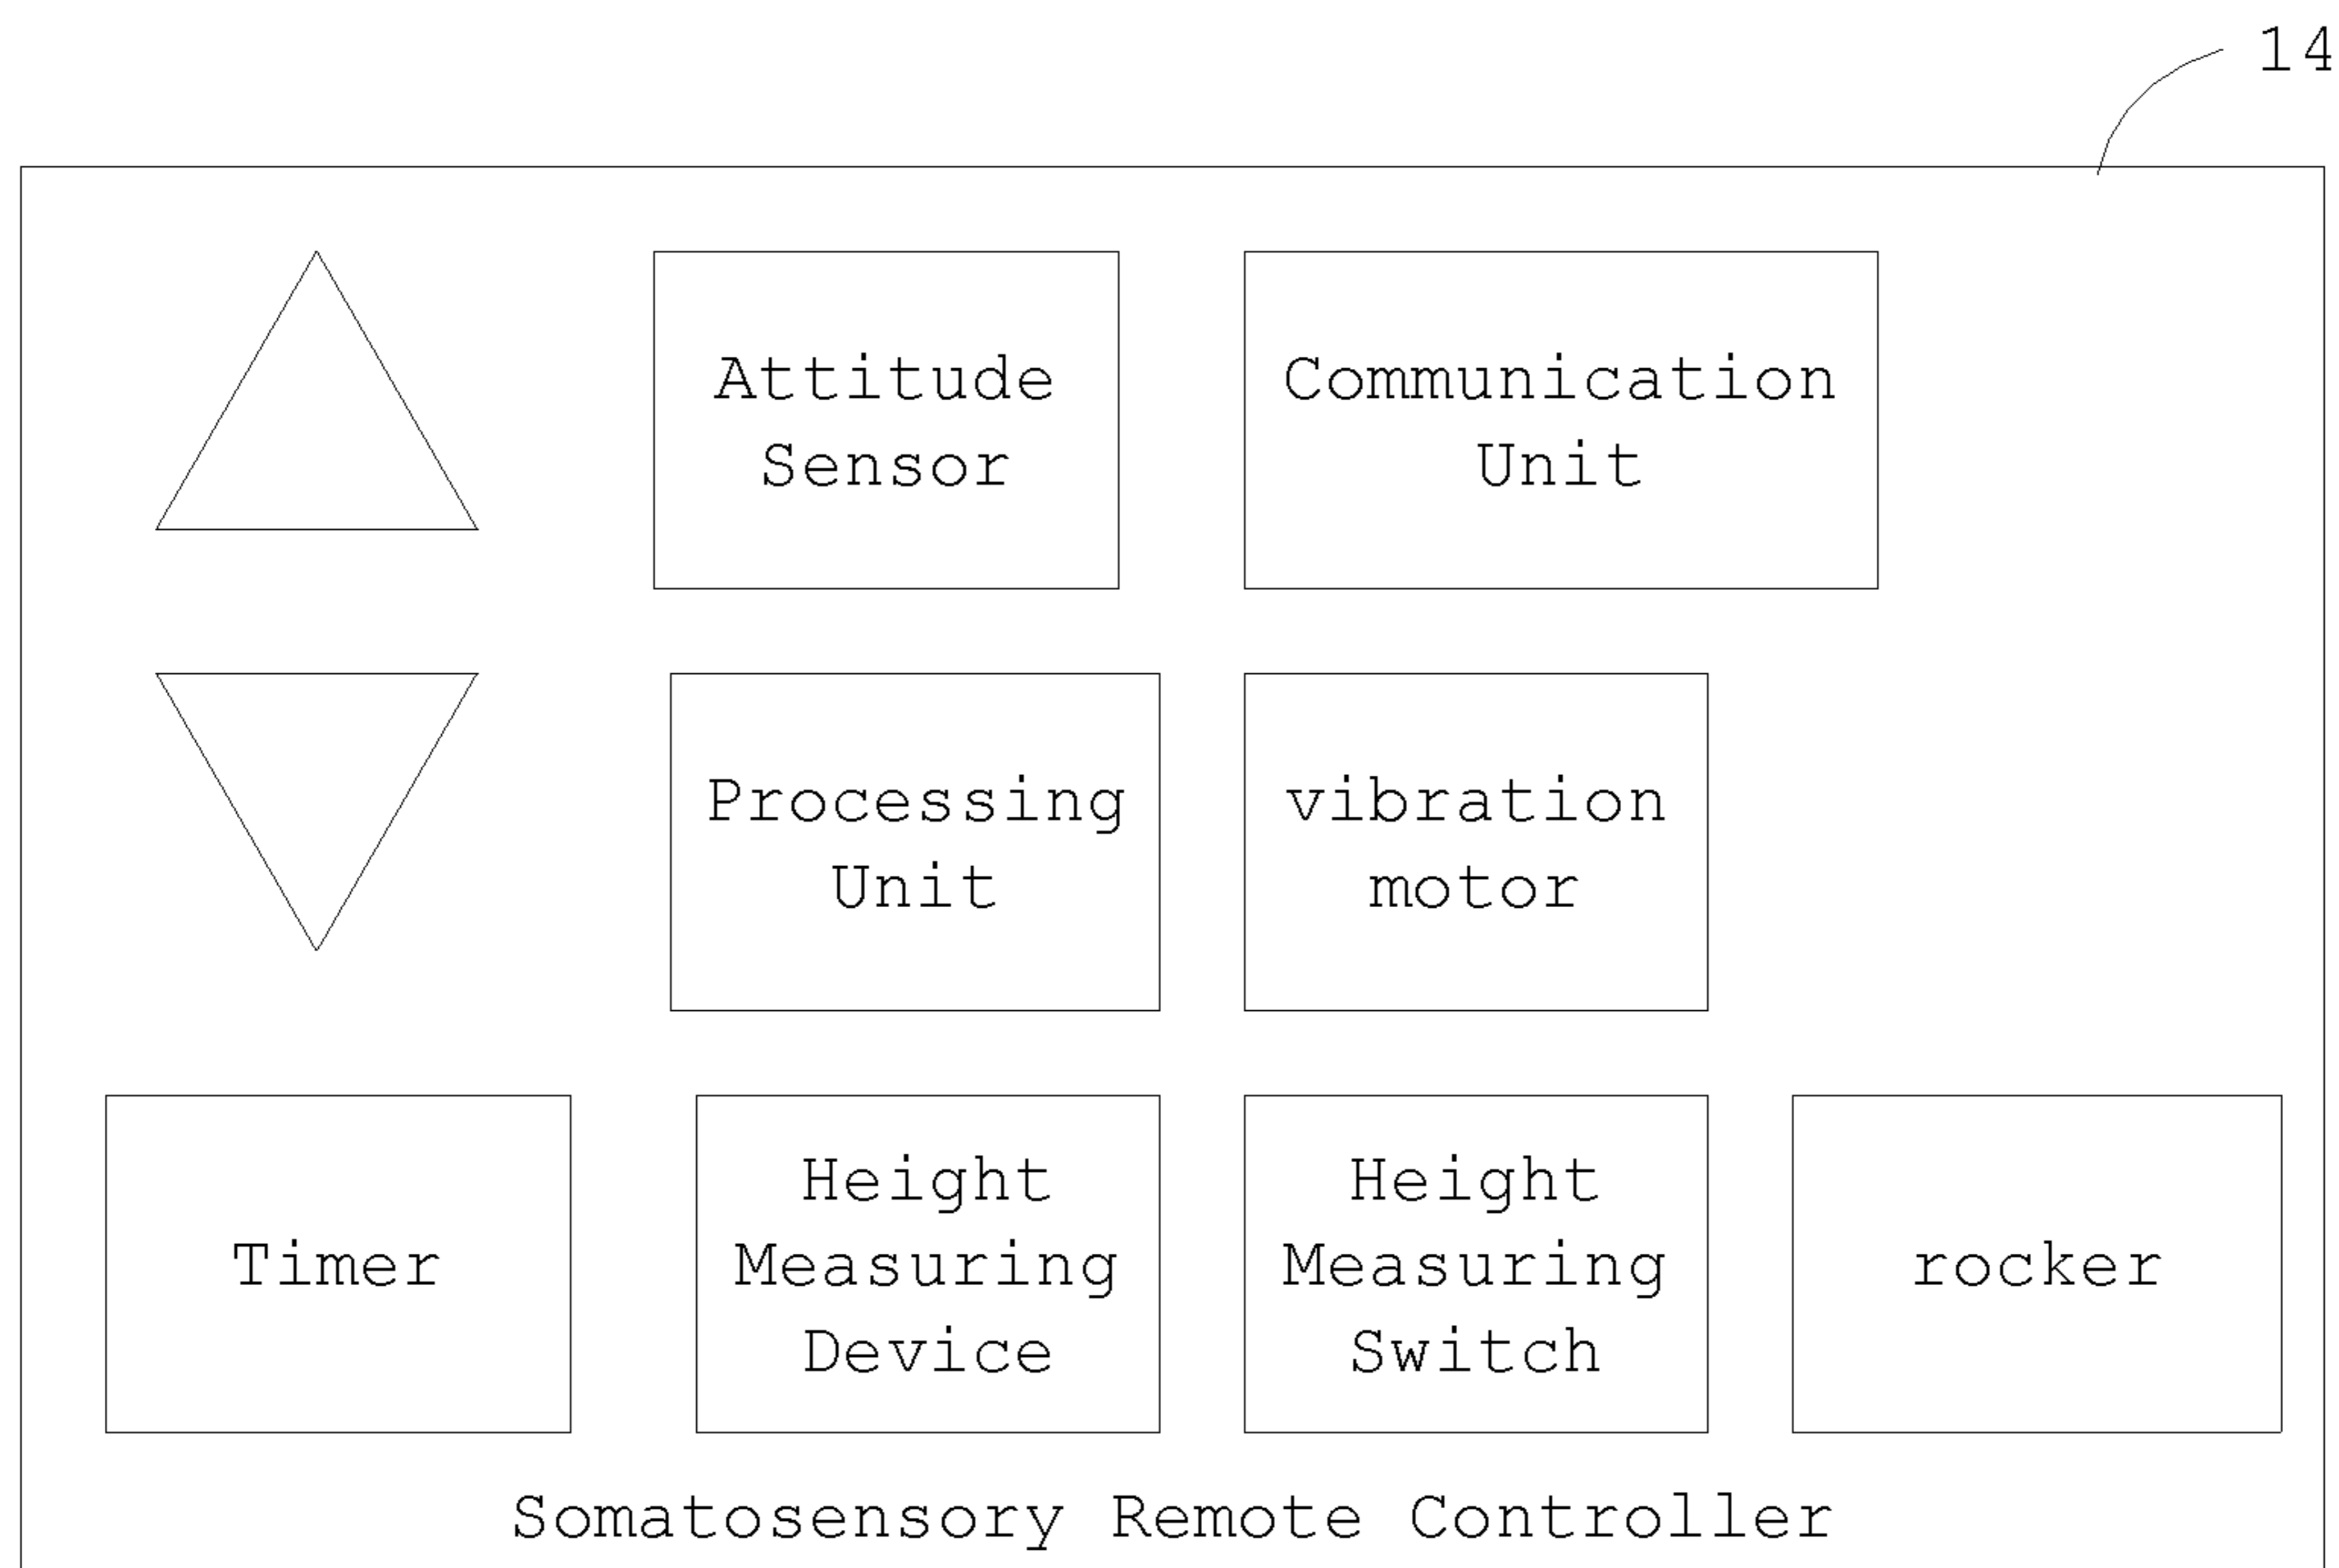 14
Attitude
Sensor
Communication
Unit
Processing
Unit
vibration
motor
Timer
Height
Measuring
Device
Height
Measuring
Switch
rocker
Somatosensory Remote Controller